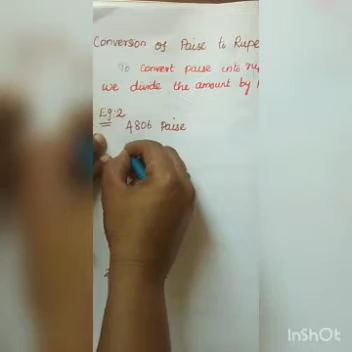 Conversion of Paise to Rupe
To convert paise into ru
we divide the amount by
Eg:2
4806 Paise
InShOt